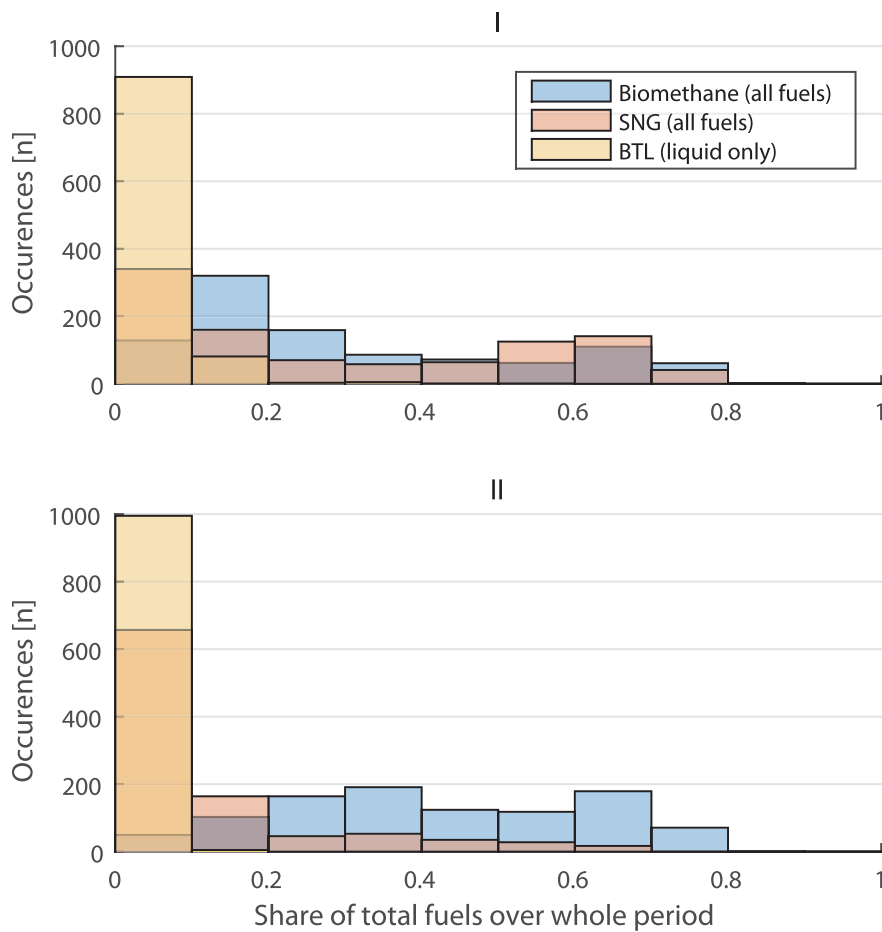 I
1000
800
600
400
200
0
Occurences [n]
Biomethane (all fuels)
SNG (all fuels)
BTL (liquid only)
0 0.2 0.4 0.6 0.8 1
II
1000
800
600
400
200
0
Occurences [n]
0 0.2 0.4 0.6 0.8 1
Share of total fuels over whole period